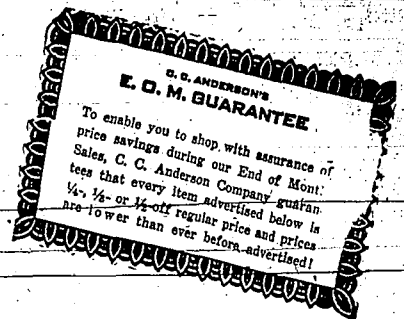 C. C. ANDERSON'S
E. O. M. GUARANTEE
To enable you to shop with assurance of
price savings during our End of Mont
Sales, C. C. Anderson Company guaran-
tees that every item advertised below is
¼-, ⅓- or ½-off regular price and prices
are lower than ever before advertised!